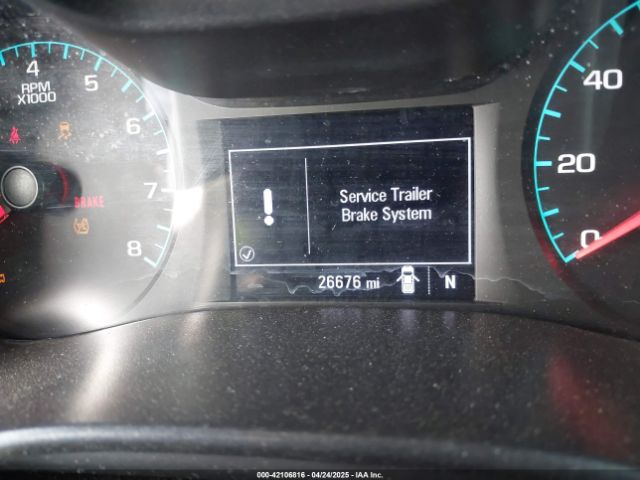 4
5
RPM
X1000
6
BRAKE
7
8
Service Trailer
Brake System
26676 mi
N
40
20
0
000-42106816 - 04/24/2025 - IAA Inc.